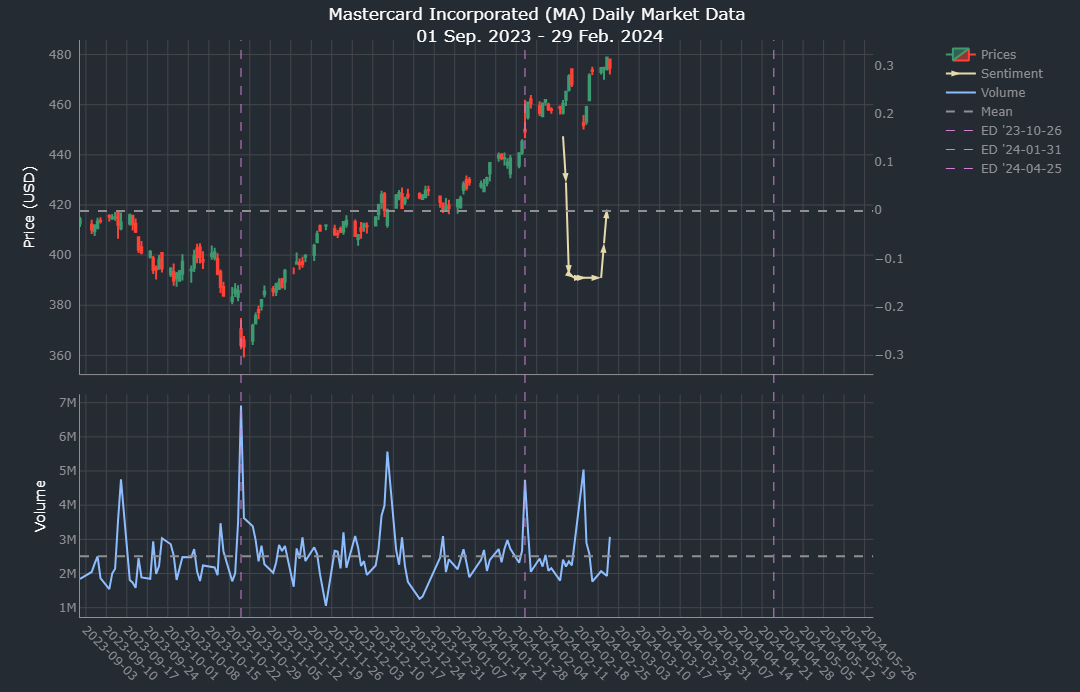 Mastercard Incorporated (MA) Daily Market Data
01 Sep. 2023 - 29 Feb. 2024
Prices
Sentiment
Volume
Mean
ED '23-10-26
ED '24-01-31
ED '24-04-25
Price (USD)
480
460
440
420
400
380
360
0.3
0.2
0.1
0
−0.1
−0.2
−0.3
Volume
7M
6M
5M
4M
3M
2M
1M
2023-09-03
2023-09-10
2023-09-17
2023-09-24
2023-10-01
2023-10-08
2023-10-15
2023-10-22
2023-10-29
2023-11-05
2023-11-12
2023-11-19
2023-11-26
2023-12-03
2023-12-10
2023-12-17
2023-12-24
2023-12-31
2024-01-07
2024-01-14
2024-01-21
2024-01-28
2024-02-04
2024-02-11
2024-02-18
2024-02-25
2024-03-03
2024-03-10
2024-03-17
2024-03-24
2024-03-31
2024-04-07
2024-04-14
2024-04-21
2024-04-28
2024-05-05
2024-05-12
2024-05-19
2024-05-26